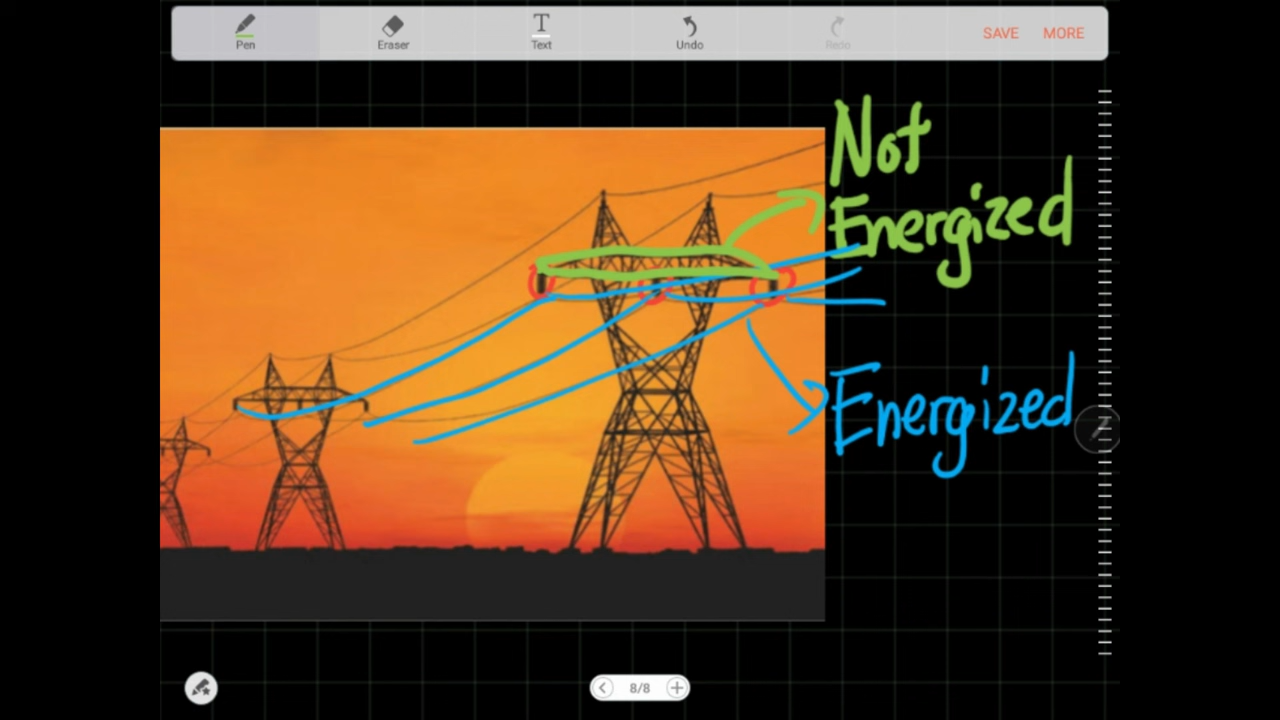 Pen
Eraser
Text
Undo
Redo
SAVE
MORE
Not
Energized
Energized
8/8